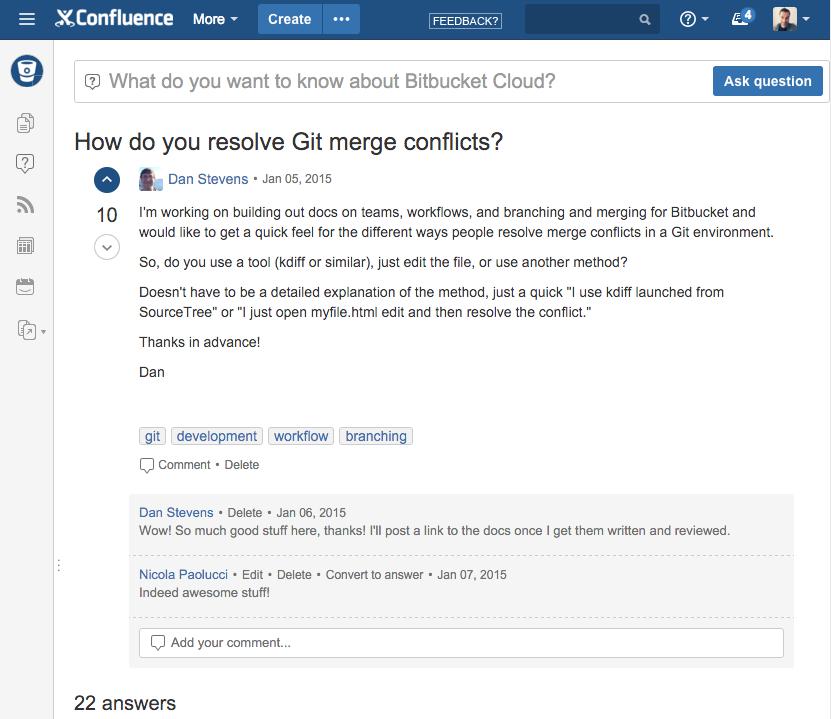 Confluence More Create ••• FEEDBACK? ? 4
? What do you want to know about Bitbucket Cloud? Ask question
How do you resolve Git merge conflicts?
Dan Stevens • Jan 05, 2015
10
I'm working on building out docs on teams, workflows, and branching and merging for Bitbucket and
would like to get a quick feel for the different ways people resolve merge conflicts in a Git environment.
So, do you use a tool (kdiff or similar), just edit the file, or use another method?
Doesn't have to be a detailed explanation of the method, just a quick "I use kdiff launched from
SourceTree" or "I just open myfile.html edit and then resolve the conflict."
Thanks in advance!
Dan
git development workflow branching
Comment • Delete
Dan Stevens • Delete • Jan 06, 2015
Wow! So much good stuff here, thanks! I'll post a link to the docs once I get them written and reviewed.
Nicola Paolucci • Edit • Delete • Convert to answer • Jan 07, 2015
Indeed awesome stuff!
Add your comment...
22 answers